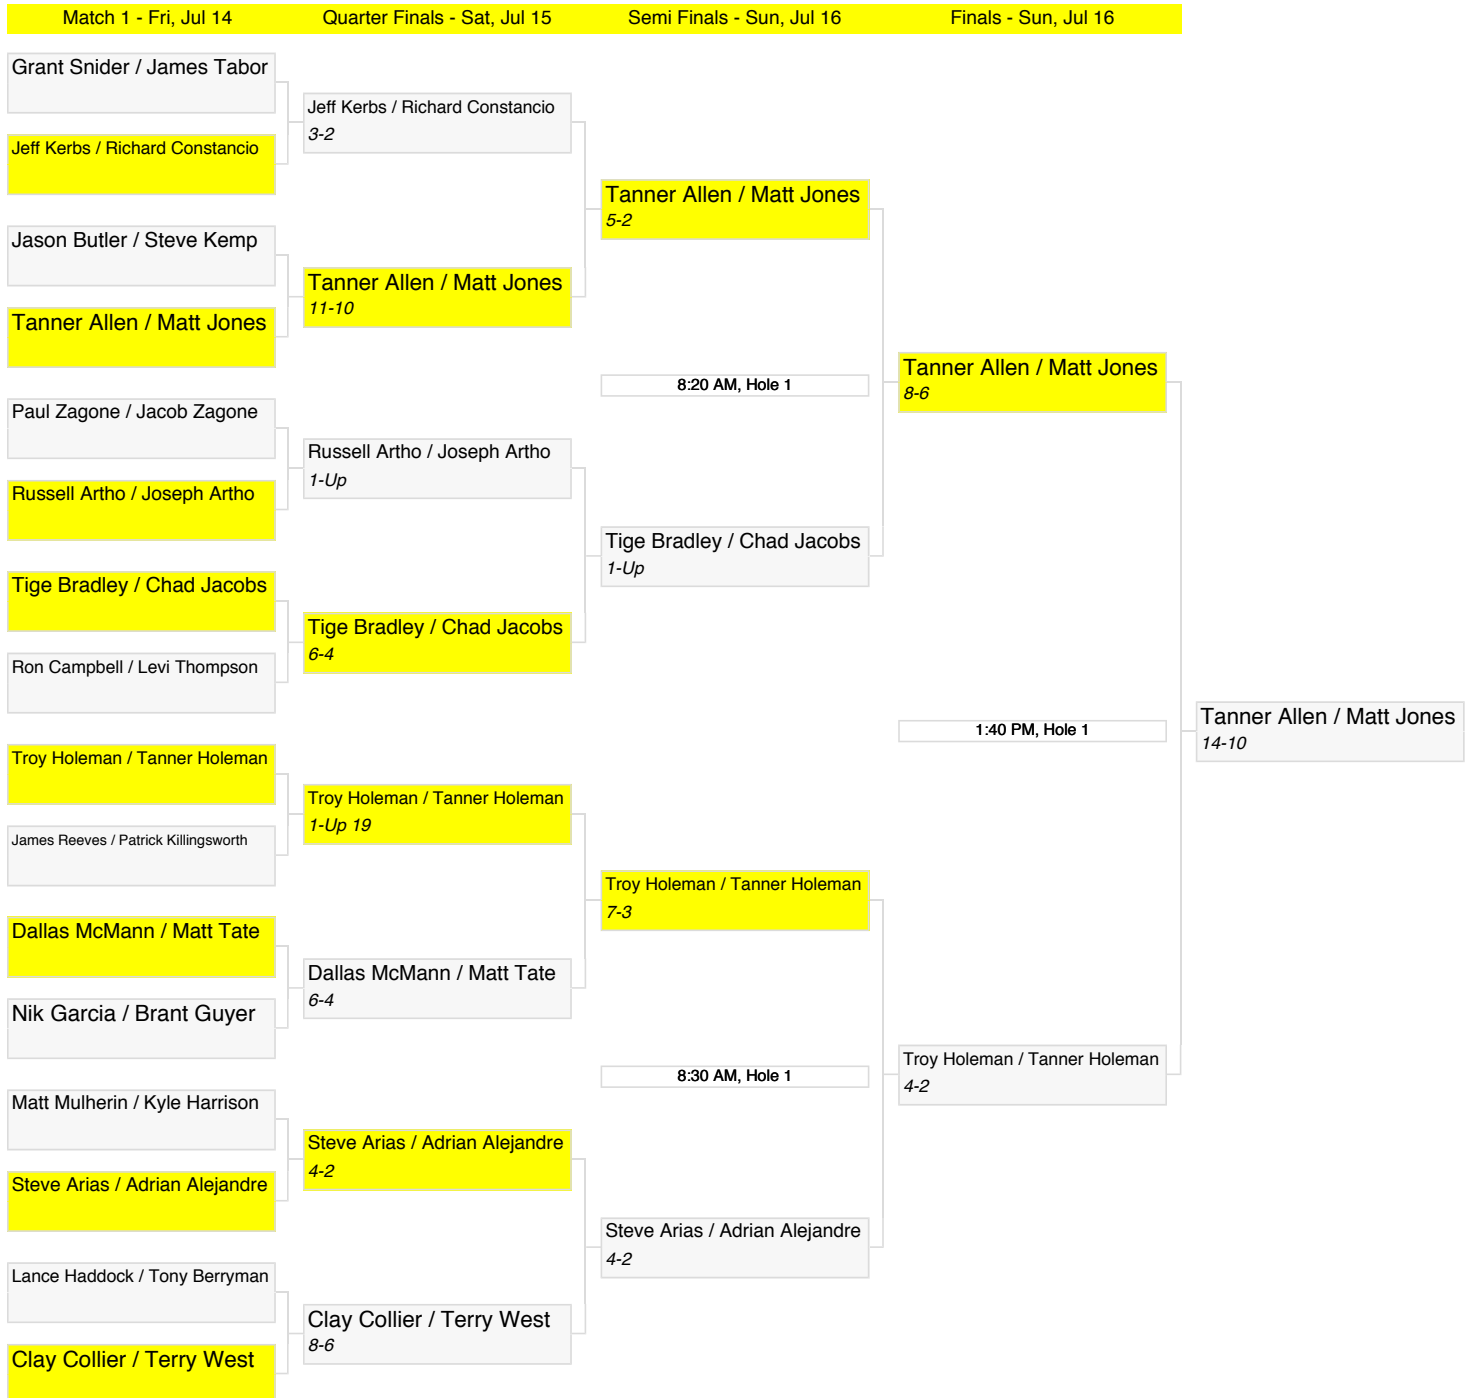 Match 1 - Fri, Jul 14
Quarter Finals - Sat, Jul 15
Semi Finals - Sun, Jul 16
Finals - Sun, Jul 16
Grant Snider / James Tabor
Jeff Kerbs / Richard Constancio
Jason Butler / Steve Kemp
Tanner Allen / Matt Jones
Paul Zagone / Jacob Zagone
Russell Artho / Joseph Artho
Tige Bradley / Chad Jacobs
Ron Campbell / Levi Thompson
Troy Holeman / Tanner Holeman
James Reeves / Patrick Killingsworth
Dallas McMann / Matt Tate
Nik Garcia / Brant Guyer
Matt Mulherin / Kyle Harrison
Steve Arias / Adrian Alejandre
Lance Haddock / Tony Berryman
Clay Collier / Terry West
Jeff Kerbs / Richard Constancio
3-2
Tanner Allen / Matt Jones
11-10
Russell Artho / Joseph Artho
1-Up
Tige Bradley / Chad Jacobs
6-4
Troy Holeman / Tanner Holeman
1-Up 19
Dallas McMann / Matt Tate
6-4
Steve Arias / Adrian Alejandre
4-2
Clay Collier / Terry West
8-6
Tanner Allen / Matt Jones
5-2
8:20 AM, Hole 1
Tige Bradley / Chad Jacobs
1-Up
Troy Holeman / Tanner Holeman
7-3
8:30 AM, Hole 1
Steve Arias / Adrian Alejandre
4-2
Tanner Allen / Matt Jones
8-6
1:40 PM, Hole 1
Troy Holeman / Tanner Holeman
4-2
Tanner Allen / Matt Jones
14-10